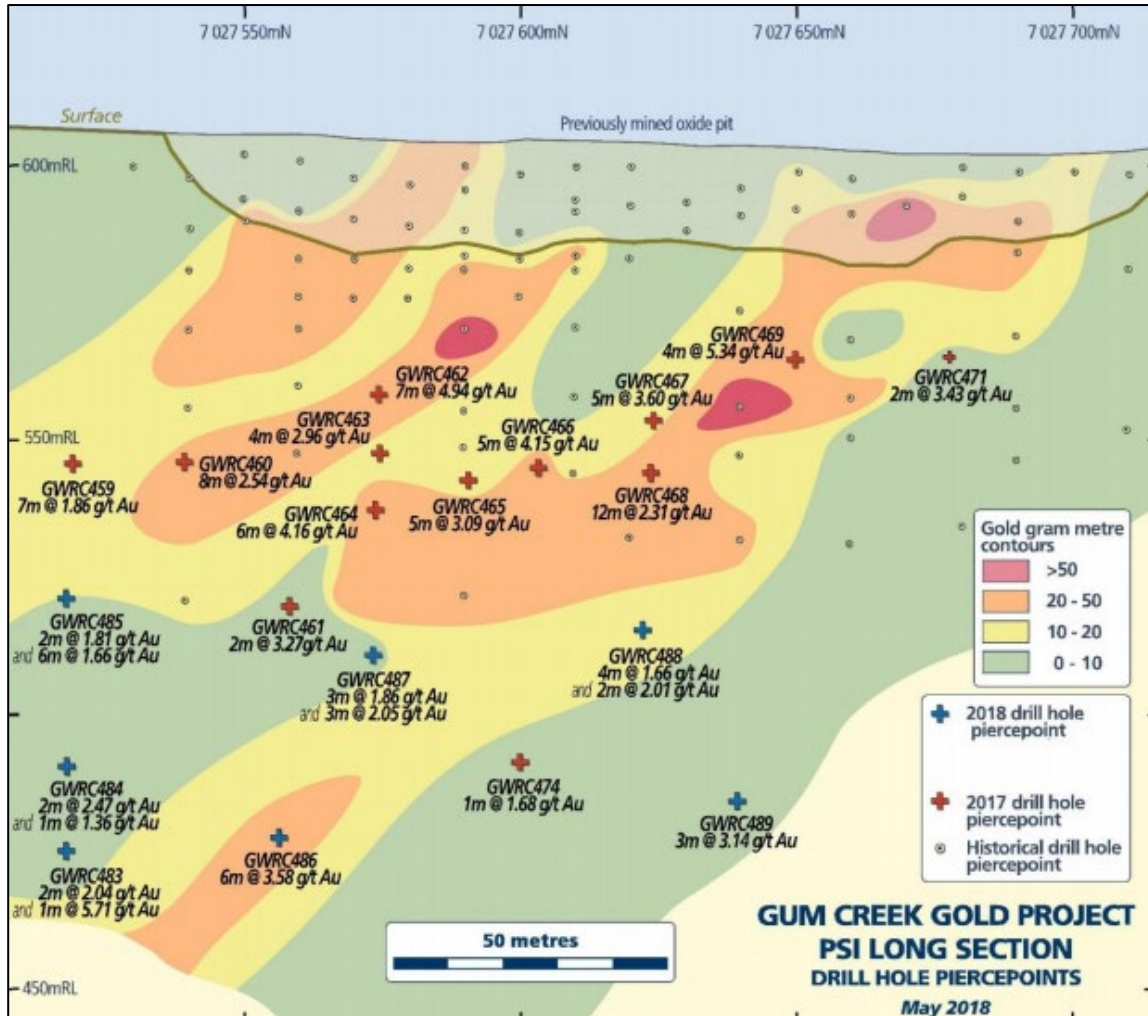 7 027 550mN
7 027 600mN
7 027 650mN
7 027 700mN
Surface
Previously mined oxide pit
600mRL
GWRC469
4m @ 5.34 g/t Au
GWRC471
2m @ 3.43 g/t Au
GWRC462
7m @ 4.94 g/t Au
GWRC467
5m @ 3.60 g/t Au
GWRC463
4m @ 2.96 g/t Au
GWRC466
5m @ 4.15 g/t Au
550mRL
GWRC460
8m @ 2.54 g/t Au
GWRC459
7m @ 1.86 g/t Au
GWRC464
6m @ 4.16 g/t Au
GWRC465
5m @ 3.09 g/t Au
GWRC468
12m @ 2.31 g/t Au
Gold gram metre
contours
>50
20 - 50
10 - 20
0 - 10
GWRC485
2m @ 1.81 g/t Au
and 6m @ 1.66 g/t Au
GWRC461
2m @ 3.27g/t Au
GWRC487
3m @ 1.86 g/t Au
and 3m @ 2.05 g/t Au
GWRC488
4m @ 1.66 g/t Au
and 2m @ 2.01 g/t Au
2018 drill hole
piercepoint
2017 drill hole
piercepoint
Historical drill hole
piercepoint
GWRC484
2m @ 2.47 g/t Au
and 1m @ 1.36 g/t Au
GWRC474
1m @ 1.68 g/t Au
GWRC489
3m @ 3.14 g/t Au
GWRC483
2m @ 2.04 g/t Au
and 1m @ 5.71 g/t Au
GWRC486
6m @ 3.58 g/t Au
50 metres
GUM CREEK GOLD PROJECT
PSI LONG SECTION
DRILL HOLE PIERCEPOINTS
May 2018
450mRL